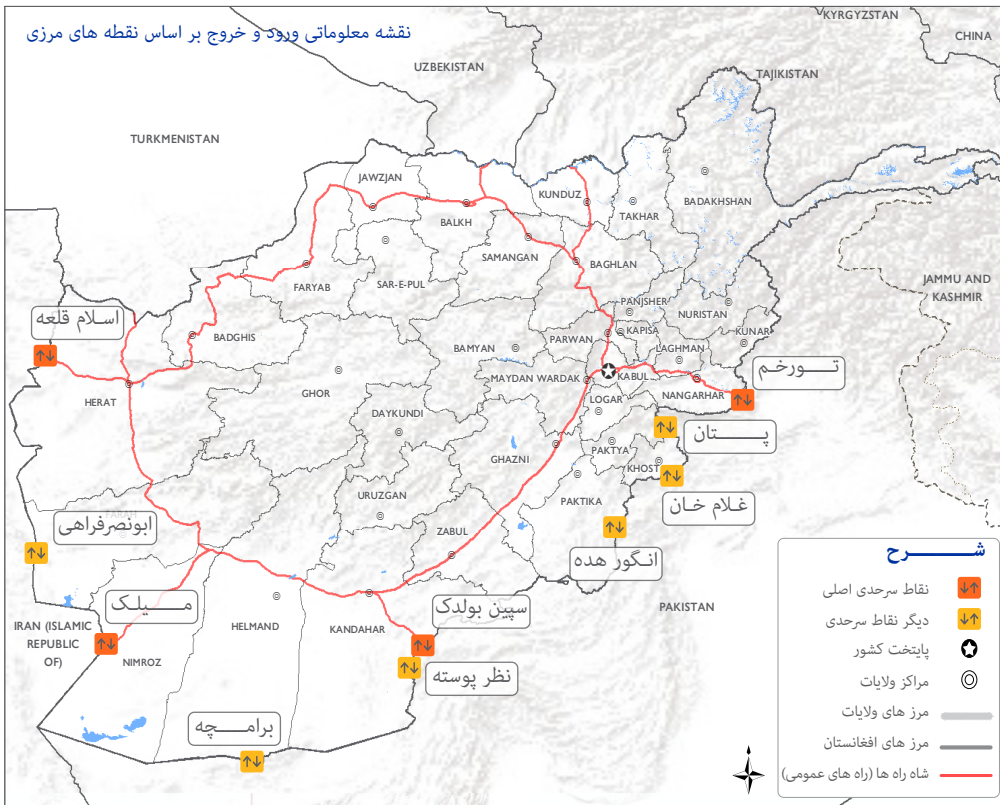 نقشه معلوماتی ورود و خروج بر اساس نقطه های مرزی
KYRGYZSTAN
CHINA
UZBEKISTAN
TAJIKISTAN
TURKMENISTAN
JAWZJAN
BALKH
KUNDUZ
TAKHAR
BADAKHSHAN
SAMANGAN
BAGHLAN
FARYAB
SAR-E-PUL
JAMMU AND
KASHMIR
PANJSHER
NURISTAN
اسلام قلعه
BADGHIS
BAMYAN
PARWAN
KAPISA
KUNAR
LAGHMAN
تورخم
HERAT
GHOR
MAYDAN WARDAK
KABUL
NANGARHAR
LOGAR
DAYKUNDI
پتان
GHAZNI
PAKTYA
KHOST
PAKTIKA
غلام خان
URUZGAN
ابونصرفراهی
ZABUL
انگور هده
میلک
سپین بولدک
PAKISTAN
IRAN (ISLAMIC
REPUBLIC
OF)
HELMAND
KANDAHAR
NIMROZ
نظر پوسته
برامچه
شرح
نقاط سرحدی اصلی
دیگر نقاط سرحدی
پایتخت کشور
مراکز ولایات
مرز های ولایات
مرز های افغانستان
شاه راه ها (راه های عمومی)